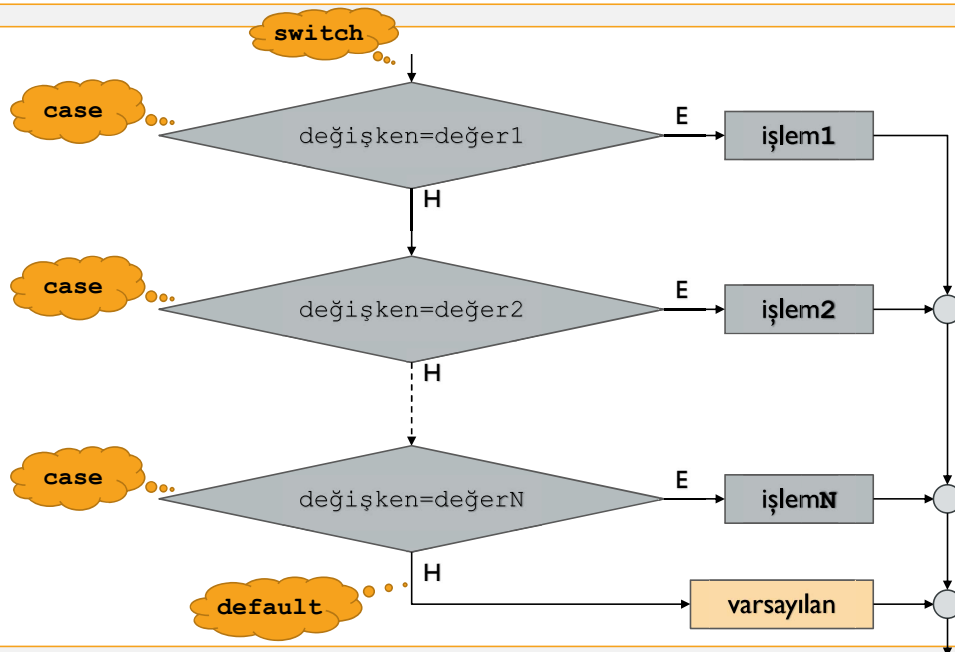 switch
case
değişken=değer1
E
işlem1
H
case
değişken=değer2
E
işlem2
H
case
değişken=değerN
E
işlemN
H
default
varsayılan